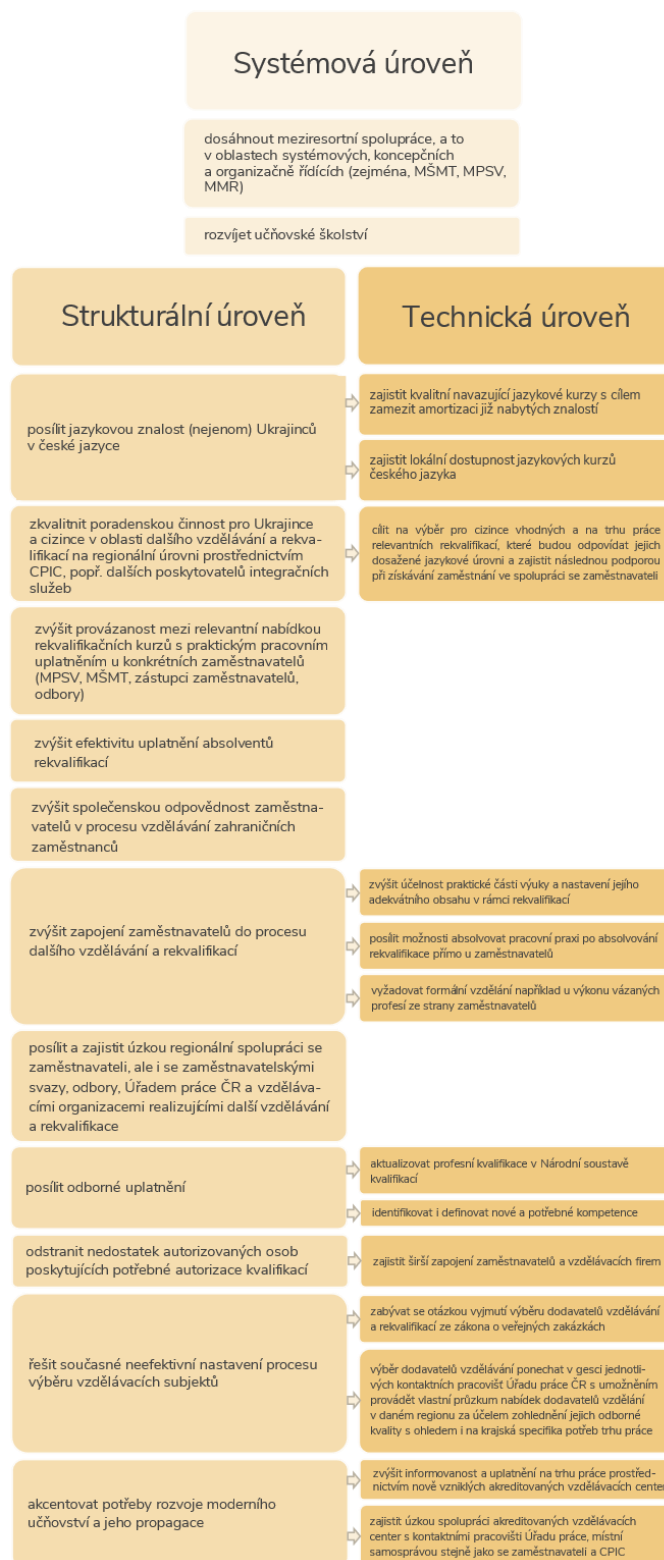 Systémová úroveň
dosáhnout meziresortní spolupráce, a to
v oblastech systémových, koncepčních
a organizačně řídících (zejména, MŠMT, MPSV,
MMR)
rozvíjet učňovské školství
Strukturální úroveň
Technická úroveň
posílit jazykovou znalost (nejenom) Ukrajinců
v české jazyce
zajistit kvalitní navazující jazykové kurzy s cílem
zamezit amortizaci již nabytých znalostí
zajistit lokální dostupnost jazykových kurzů
českého jazyka
zkvalitnit poradenskou činnost pro Ukrajince
a cizince v oblasti dalšího vzdělávání a rekva-
lifikací na regionální úrovni prostřednictvím
CPIC, popř. dalších poskytovatelů integračních
služeb
cílit na výběr pro cizince vhodných a na trhu práce
relevantních rekvalifikací, které budou odpovídat jejich
dosažené jazykové úrovni a zajistit následnou podporou
při získávání zaměstnání ve spolupráci se zaměstnavateli
zvýšit provázanost mezi relevantní nabídkou
rekvalifikačních kurzů s praktickým pracovním
uplatněním u konkrétních zaměstnavatelů
(MPSV, MŠMT, zástupci zaměstnavatelů,
odbory)
zvýšit efektivitu uplatnění absolventů
rekvalifikací
zvýšit společenskou odpovědnost zaměstna-
vatelů v procesu vzdělávání zahraničních
zaměstnanců
zvýšit zapojení zaměstnavatelů do procesu
dalšího vzdělávání a rekvalifikací
zvýšit účelnost praktické části výuky a nastavení jejího
adekvátního obsahu v rámci rekvalifikací
posílit možnosti absolvovat pracovní praxi po absolvování
rekvalifikace přímo u zaměstnavatelů
vyžadovat formální vzdělání například u výkonu vázaných
profesí ze strany zaměstnavatelů
posílit a zajistit úzkou regionální spolupráci se
zaměstnavateli, ale i se zaměstnavatelskými
svazy, odbory, Úřadem práce ČR a vzděláva-
cími organizacemi realizujícími další vzdělávání
a rekvalifikace
posílit odborné uplatnění
aktualizovat profesní kvalifikace v Národní soustavě
kvalifikací
identifikovat i definovat nové a potřebné kompetence
odstranit nedostatek autorizovaných osob
poskytujících potřebné autorizace kvalifikací
zajistit širší zapojení zaměstnavatelů a vzdělávacích firem
řešit současné neefektivní nastavení procesu
výběru vzdělávacích subjektů
zabývat se otázkou vyjmutí výběru dodavatelů vzdělávání
a rekvalifikací ze zákona o veřejných zakázkách
výběr dodavatelů vzdělávání ponechat v gesci jednotli-
vých kontaktních pracovišť Úřadu práce ČR s umožněním
provádět vlastní průzkum nabídek dodavatelů vzdělání
v daném regionu za účelem zohlednění jejich odborné
kvality s ohledem i na krajská specifika potřeb trhu práce
akcentovat potřeby rozvoje moderního
učňovství a jeho propagace
zvýšit informovanost a uplatnění na trhu práce prostřed-
nictvím nově vzniklých akreditovaných vzdělávacích center
zajistit úzkou spolupráci akreditovaných vzdělávacích
center s kontaktními pracovišti Úřadu práce, místní
samosprávou stejně jako se zaměstnavateli a CPIC